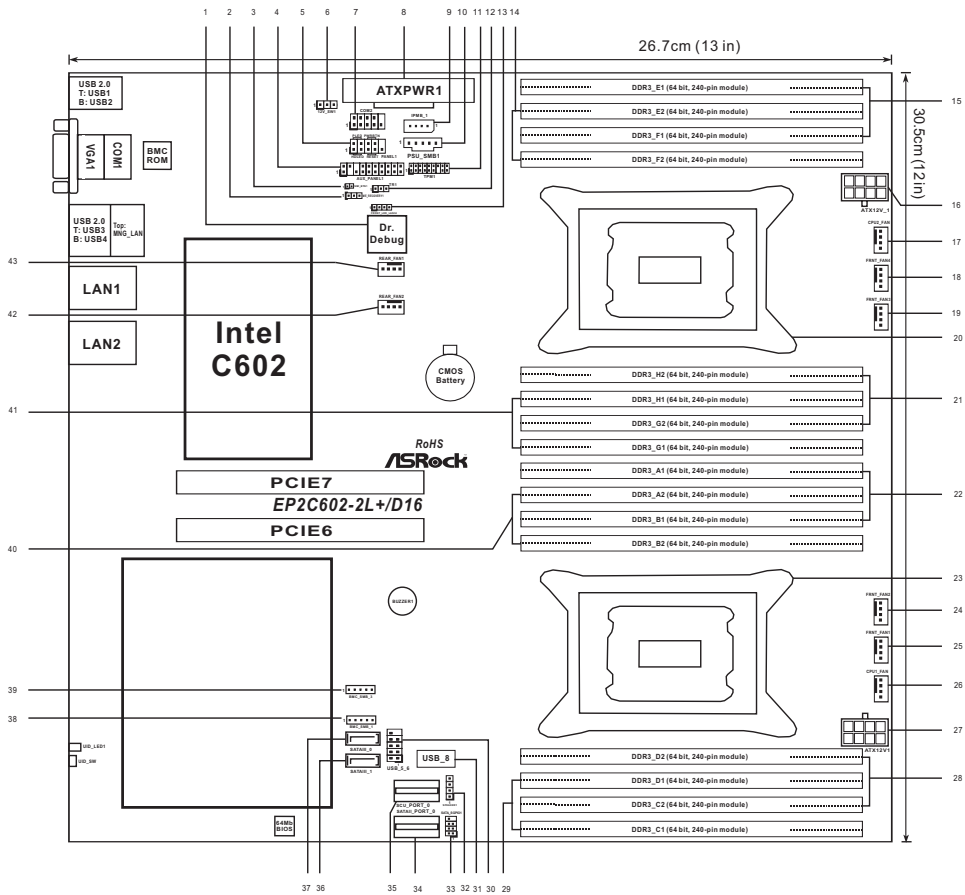 1 2 3 4 5 6 7 8 9 10 11 12 13 14
26.7cm (13 in)
30.5cm (12 in)
USB 2.0
T: USB1
B: USB2
VGA1
COM1
BMC
ROM
ATXPWR1
COM2
IPMB_1
PSU_SMB1
PANEL1
AUX_PANEL1
TPM1
DDR3_E1 (64 bit, 240-pin module)
DDR3_E2 (64 bit, 240-pin module)
DDR3_F1 (64 bit, 240-pin module)
DDR3_F2 (64 bit, 240-pin module)
15
ATX12V_1
16
USB 2.0
T: USB3
B: USB4
Top:
MNG_LAN
Dr.
Debug
CPU2_FAN
17
FRNT_FAN4
18
FRNT_FAN3
19
20
43
REAR_FAN1
42
REAR_FAN2
LAN1
LAN2
Intel
C602
CMOS
Battery
DDR3_H2 (64 bit, 240-pin module)
DDR3_H1 (64 bit, 240-pin module)
DDR3_G2 (64 bit, 240-pin module)
DDR3_G1 (64 bit, 240-pin module)
21
41
RoHS
ASRock
DDR3_A1 (64 bit, 240-pin module)
DDR3_A2 (64 bit, 240-pin module)
DDR3_B1 (64 bit, 240-pin module)
DDR3_B2 (64 bit, 240-pin module)
22
PCIE7
EP2C602-2L+/D16
PCIE6
40
23
BUZZER1
FRNT_FAN2
24
FRNT_FAN1
25
CPU1_FAN
26
39
BMC_SMB_2
38
BMC_SMB_1
ATX12V1
27
UID_LED1
UID_SW
SATAIII_0
SATAIII_1
USB_5_6
USB_8
DDR3_D2 (64 bit, 240-pin module)
DDR3_D1 (64 bit, 240-pin module)
DDR3_C2 (64 bit, 240-pin module)
DDR3_C1 (64 bit, 240-pin module)
28
SCU_PORT_0
SATAII_PORT_0
64Mb
BIOS
37 36 35 34 33 32 31 30 29